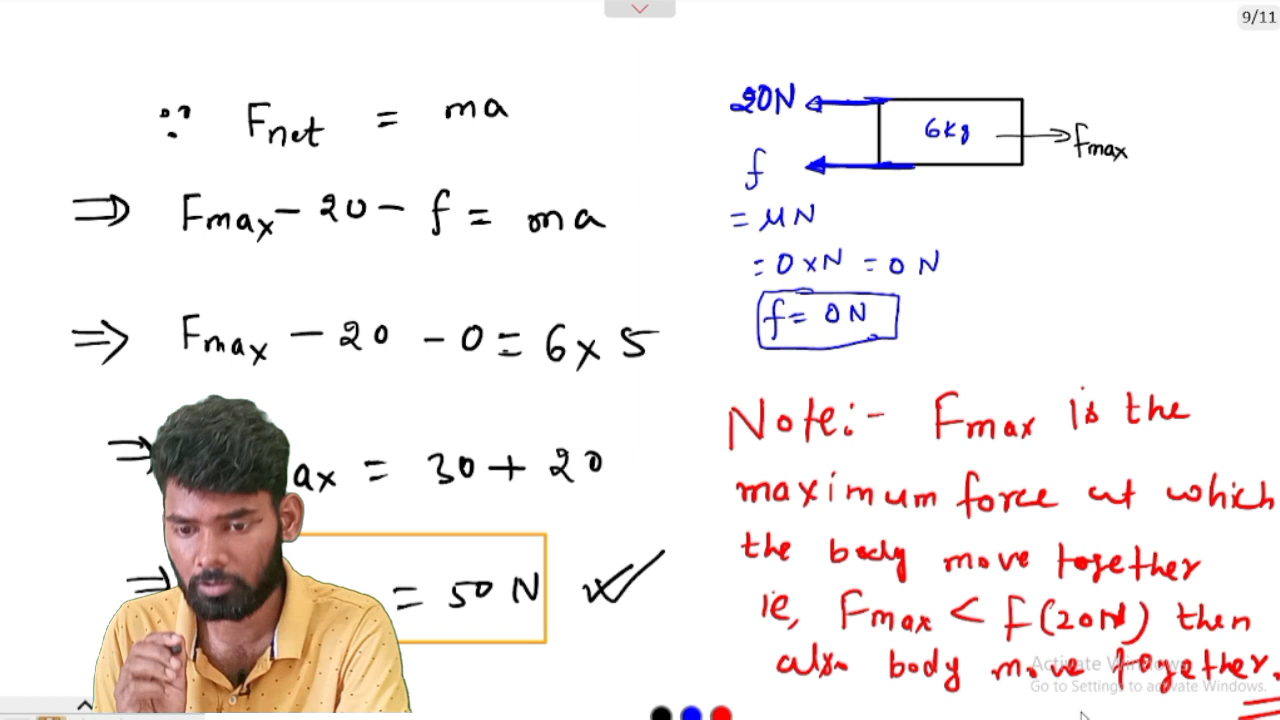 9/11
∵ Fnet = ma
⇒ Fmax - 20 - f = ma
⇒ Fmax - 20 - 0 = 6 x 5
⇒ ax = 30 + 20
⇒ = 50 N
20N
6kg
Fmax
f
= μN
= 0 x N = 0 N
f = 0 N
Note:- Fmax is the
maximum force at which
the body move together
ie, Fmax < f(20N) then
also body move together.
Activate Windows
Go to Settings to activate Windows.